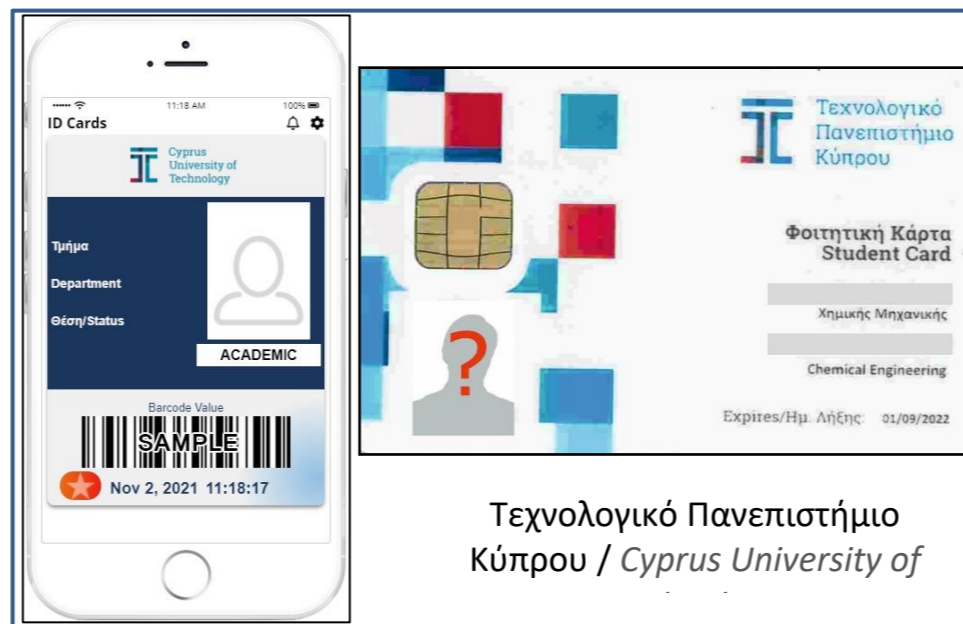 11:18 AM
100%
ID Cards
Cyprus
University of
Technology
Τμήμα
Department
Θέση/Status
ACADEMIC
Barcode Value
SAMPLE
Nov 2, 2021 11:18:17
Τεχνολογικό
Πανεπιστήμιο
Κύπρου
Φοιτητική Κάρτα
Student Card
?
Χημικής Μηχανικής
Chemical Engineering
Expires/Ημ. Λήξης: 01/09/2022
Τεχνολογικό Πανεπιστήμιο
Κύπρου / Cyprus University of